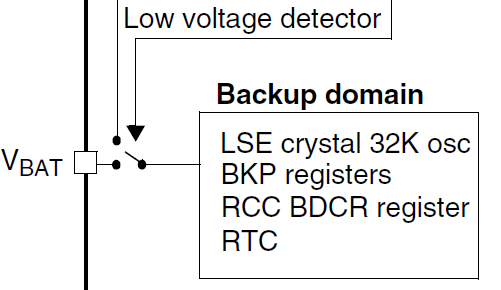 Low voltage detector
Backup domain
VBAT
LSE crystal 32K osc
BKP registers
RCC BDCR register
RTC